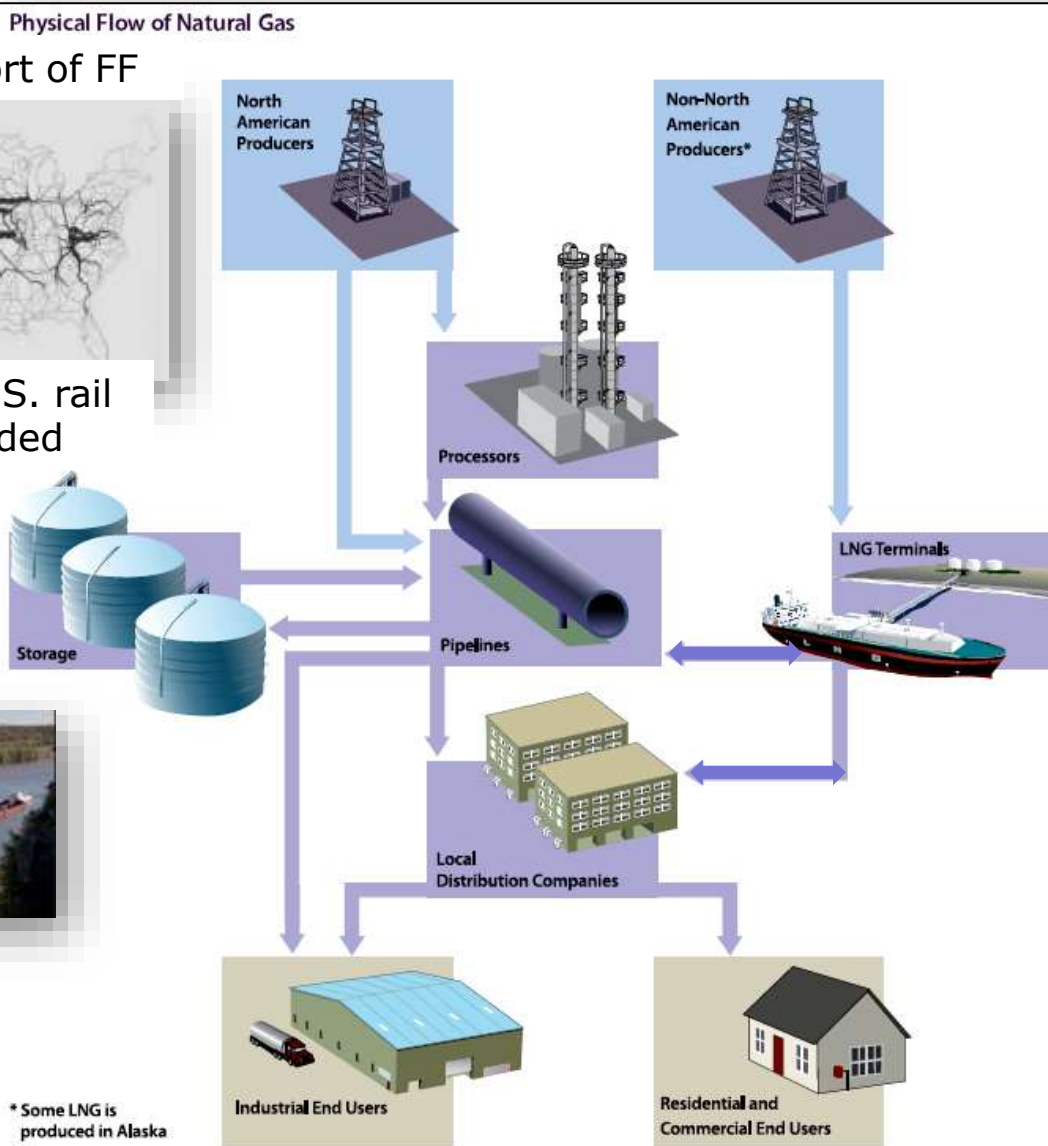 Physical Flow of Natural Gas
ort of FF
North
American
Producers
Non-North
American
Producers*
S. rail
ded
Processors
LNG Terminals
Storage
Pipelines
L N G
Local
Distribution Companies
Industrial End Users
Residential and
Commercial End Users
* Some LNG is
produced in Alaska